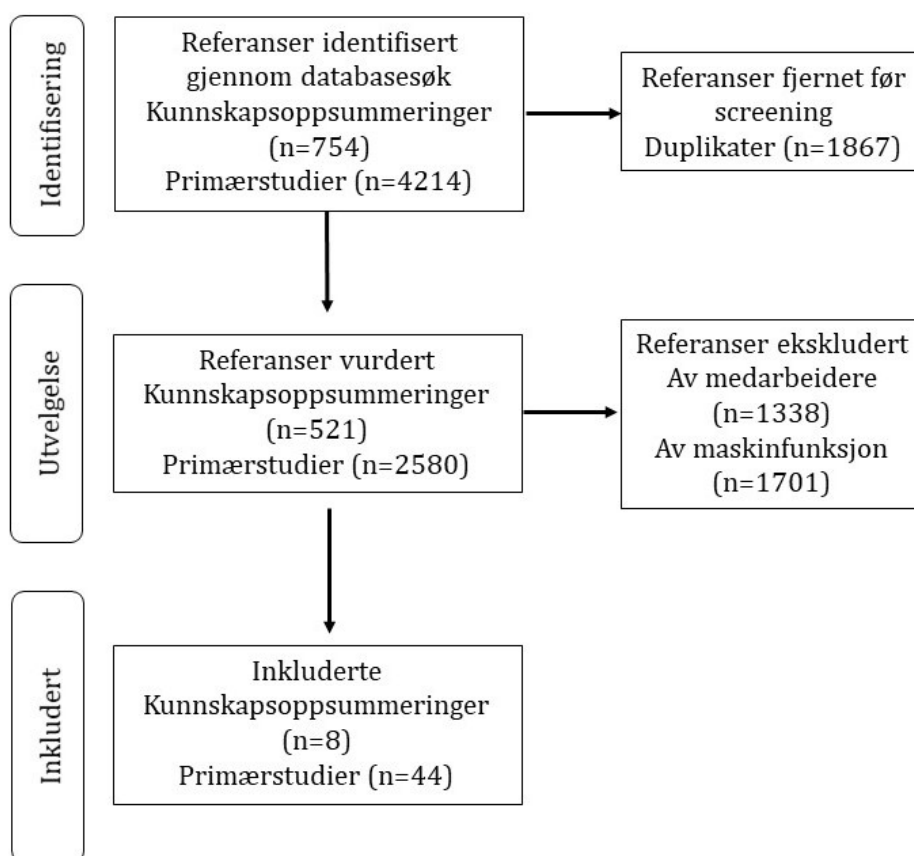 Identifisering
Referanser identifisert
gjennom databasesøk
Kunnskapsoppsummeringer
(n=754)
Primærstudier (n=4214)
Referanser fjernet før
screening
Duplikater (n=1867)
Utvelgelse
Referanser vurdert
Kunnskapsoppsummeringer
(n=521)
Primærstudier (n=2580)
Referanser ekskludert
Av medarbeidere
(n=1338)
Av maskinfunksjon
(n=1701)
Inkludert
Inkluderte
Kunnskapsoppsummeringer
(n=8)
Primærstudier (n=44)